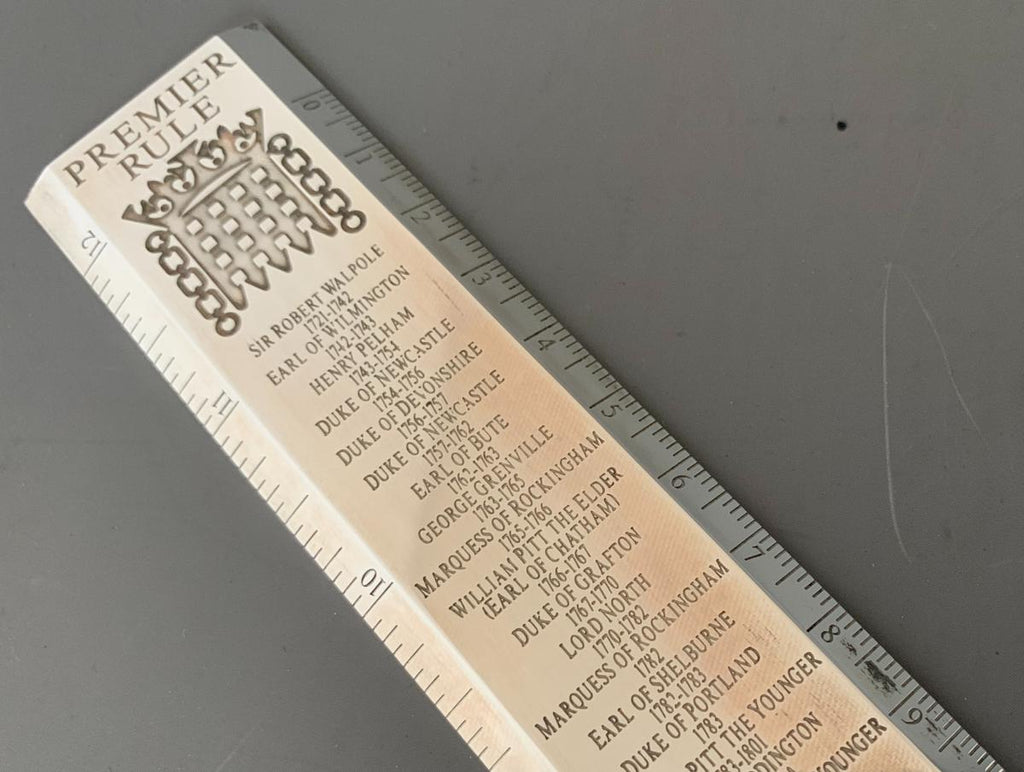 PREMIER
RULE
SIR ROBERT WALPOLE
1721-1742
EARL OF WILMINGTON
1742-1743
HENRY PELHAM
1743-1754
DUKE OF NEWCASTLE
1754-1756
DUKE OF DEVONSHIRE
1756-1757
DUKE OF NEWCASTLE
1757-1762
EARL OF BUTE
1762-1763
GEORGE GRENVILLE
1763-1765
MARQUESS OF ROCKINGHAM
1765-1766
WILLIAM PITT THE ELDER
(EARL OF CHATHAM)
1766-1767
DUKE OF GRAFTON
1767-1770
LORD NORTH
1770-1782
MARQUESS OF ROCKINGHAM
1782
EARL OF SHELBURNE
1782-1783
DUKE OF PORTLAND
1783
PITT THE YOUNGER
83-1801
DINGTON
YOUNGER
0
1
2
3
4
5
6
7
8
9
12
11
10